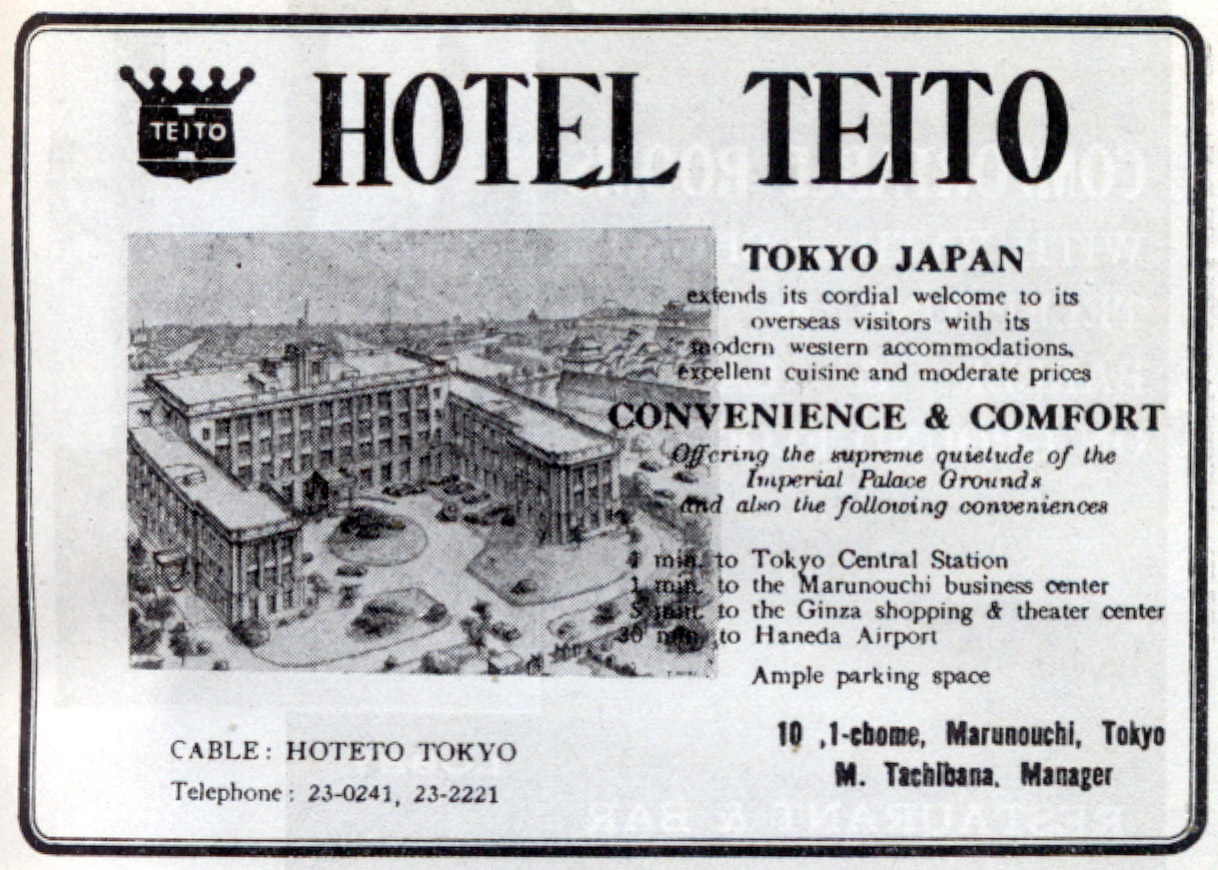 TEITO
HOTEL TEITO
TOKYO JAPAN
extends its cordial welcome to its
overseas visitors with its
modern western accommodations,
excellent cuisine and moderate prices
CONVENIENCE & COMFORT
Offering the supreme quietude of the
Imperial Palace Grounds
and also the following conveniences
min. to Tokyo Central Station
1 min. to the Marunouchi business center
5 min. to the Ginza shopping & theater center
30 min. to Haneda Airport
Ample parking space
10 ,1-chome, Marunouchi, Tokyo
M. Tachibana, Manager
CABLE: HOTETO TOKYO
Telephone: 23-0241, 23-2221